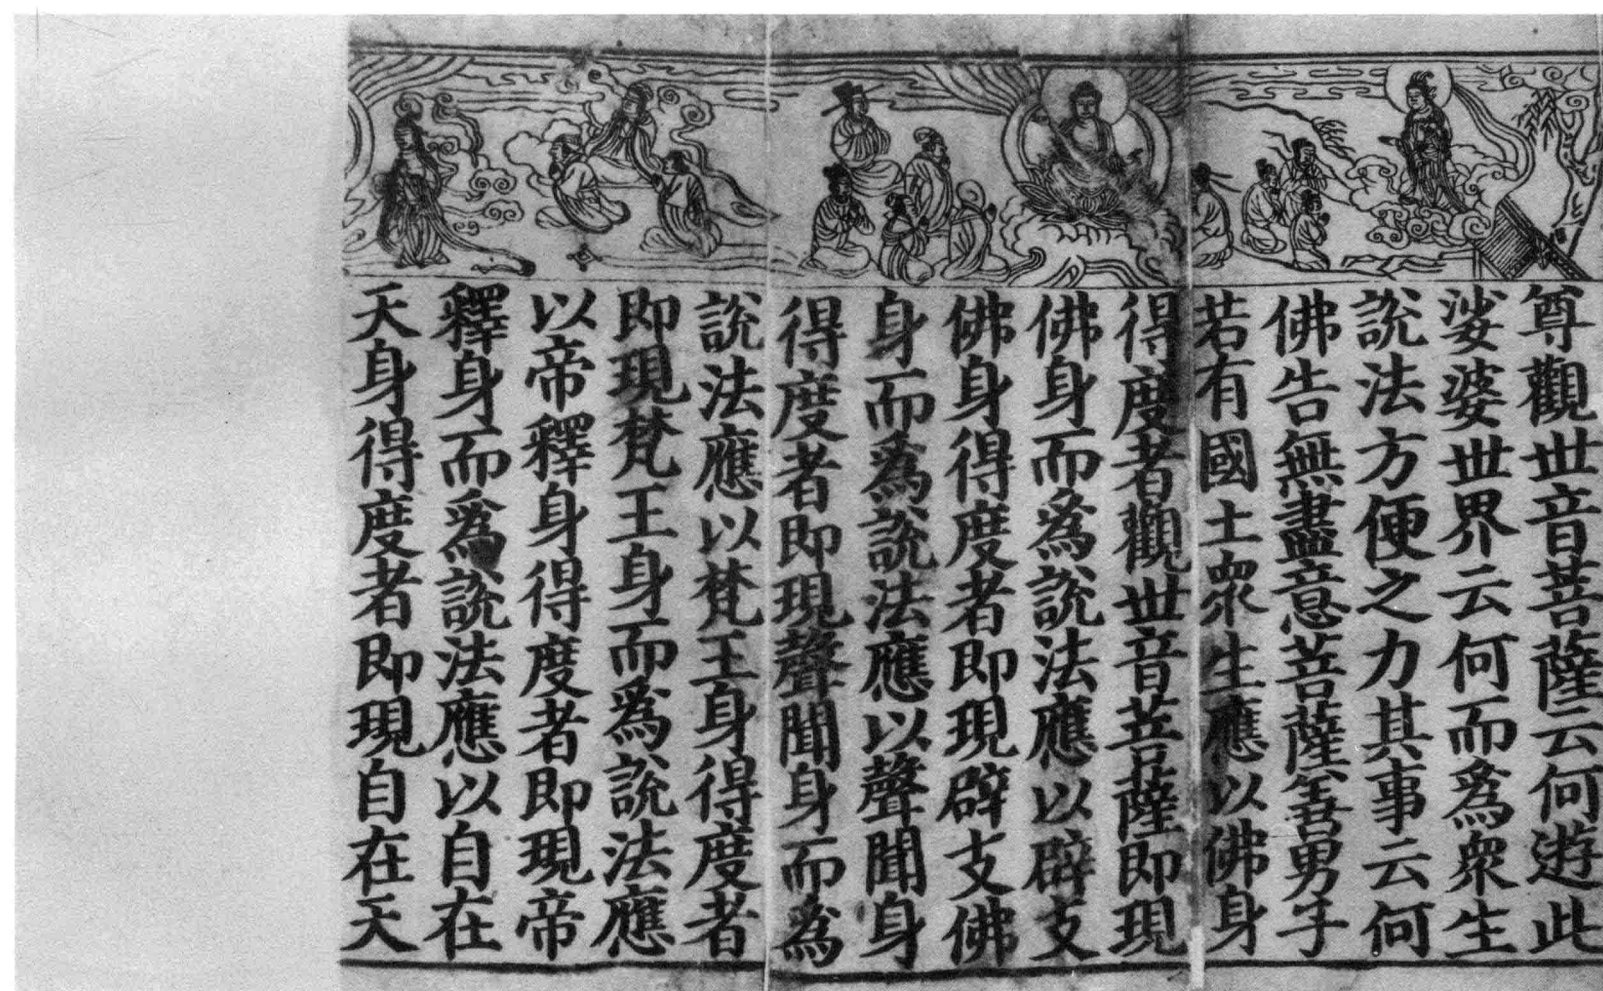 尊觀世音菩薩云何遊此
娑婆世界云何而爲衆生
說法方便之力其事云何
佛告無盡意菩薩善男子
若有國土衆生應以佛身
得度者觀世音菩薩即現
佛身而爲說法應以辟支
佛身得度者即現辟支佛
身而爲說法應以聲聞身
得度者即現聲聞身而爲
說法應以梵王身得度者
即現梵王身而爲說法應
以帝釋身得度者即現帝
釋身而爲說法應以自在
天身得度者即現自在天